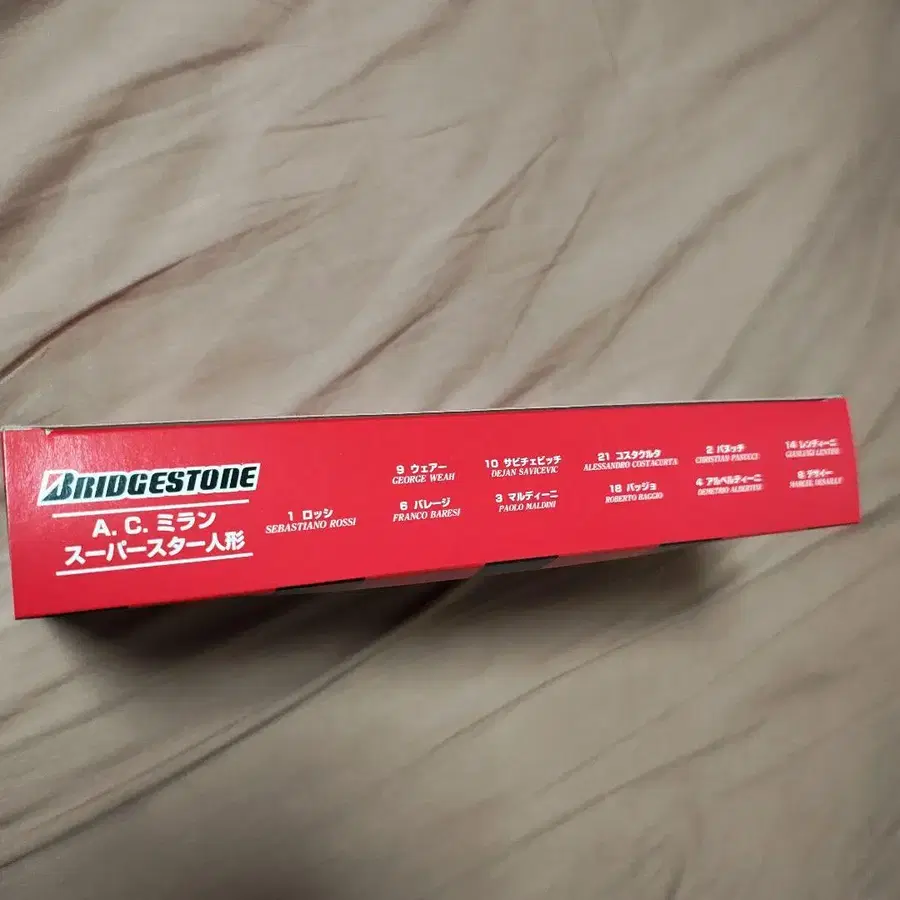 BRIDGESTONE
A.C.ミラン
スーパースター人形
1 ロッシ
SEBASTIANO ROSSI
9 ウェアー
GEORGE WEAH
6 バレージ
FRANCO BARESI
10 サビチェビッチ
DEJAN SAVICEVIC
3 マルディーニ
PAOLO MALDINI
21 コスタクルタ
ALESSANDRO COSTACURTA
18 バッジョ
ROBERTO BAGGIO
2 パヌッチ
CHRISTIAN PANUCCI
4 アルベルティーニ
DEMETRIO ALBERTINI
14 レンティーニ
GIANLUIGI LENTINI
8 デサイー
MARCEL DESAILLY